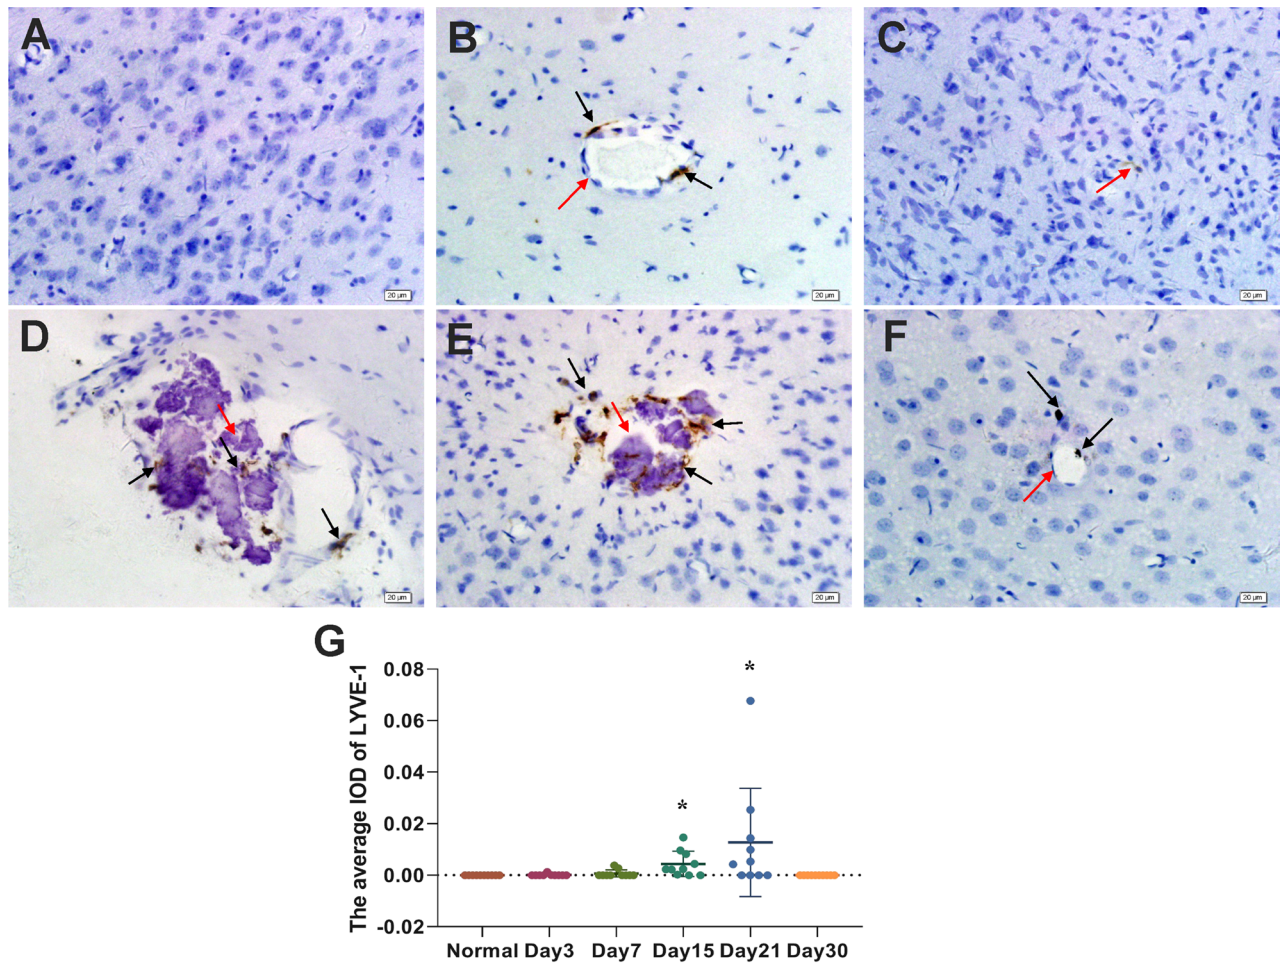 A
B
C
20 µm
20 µm
20 µm
D
E
F
20 µm
20 µm
20 µm
G
The average IOD of LYVE-1
0.08
0.06
0.04
0.02
0.00
-0.02
*
*
Normal Day3 Day7 Day15 Day21 Day30